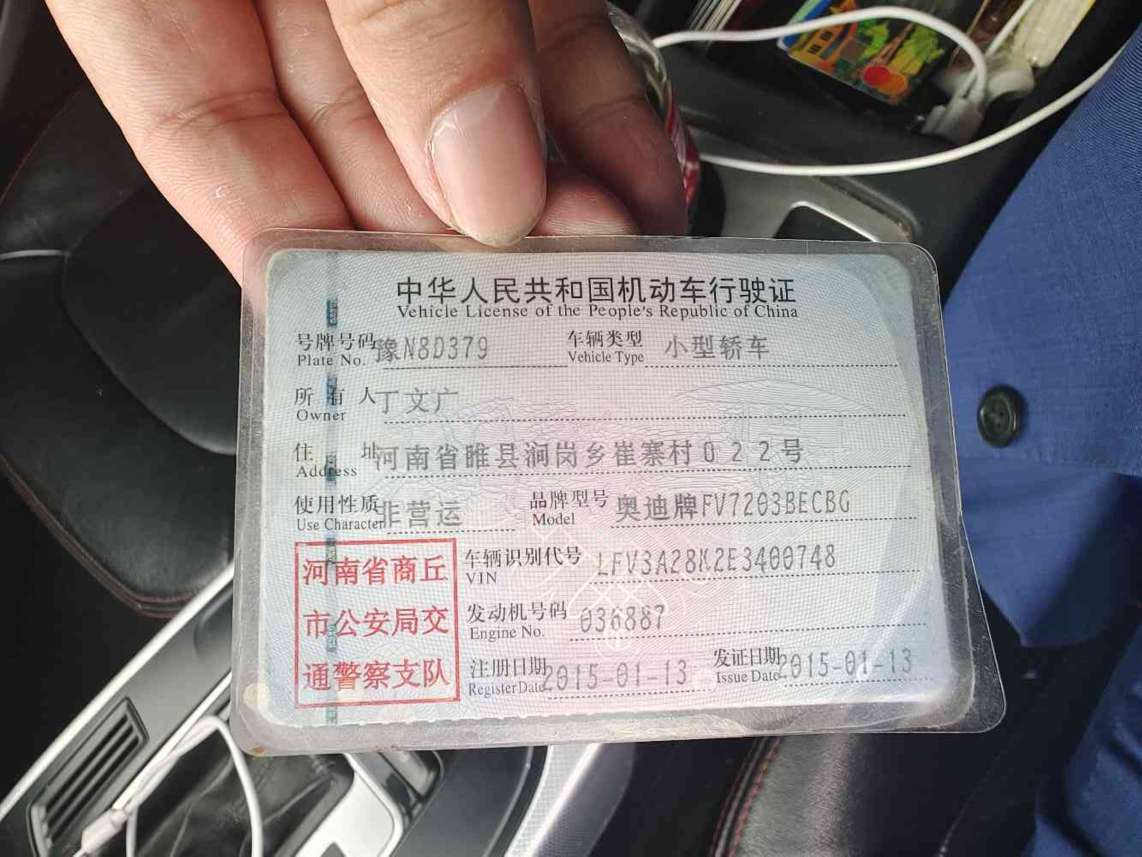 中华人民共和国机动车行驶证
Vehicle License of the People's Republic of China
号牌号码 豫N8D379 车辆类型 小型轿车
Plate No. Vehicle Type
所有人 丁文广
Owner
住址 河南省睢县涧岗乡崔寨村022号
Address
使用性质 非营运 品牌型号 奥迪牌FV7203BECBG
Use Character Model
车辆识别代号 LFV3A28K2E3400748
VIN
发动机号码 036887
Engine No.
注册日期 2015-01-13 发证日期 2015-01-13
Register Date Issue Date
河南省商丘
市公安局交
通警察支队